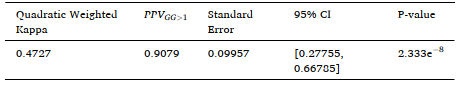 Quadratic Weighted Kappa PPV_GG>1 Standard Error 95% CI P-value
0.4727 0.9079 0.09957 [0.27755, 0.66785] 2.333e^−8